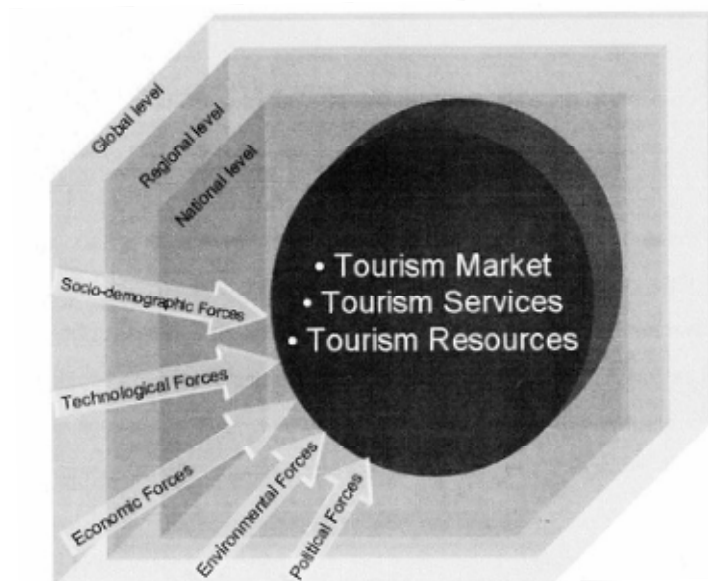 Global level
Regional level
National level
• Tourism Market
• Tourism Services
• Tourism Resources
Socio-demographic Forces
Technological Forces
Economic Forces
Environmental Forces
Political Forces